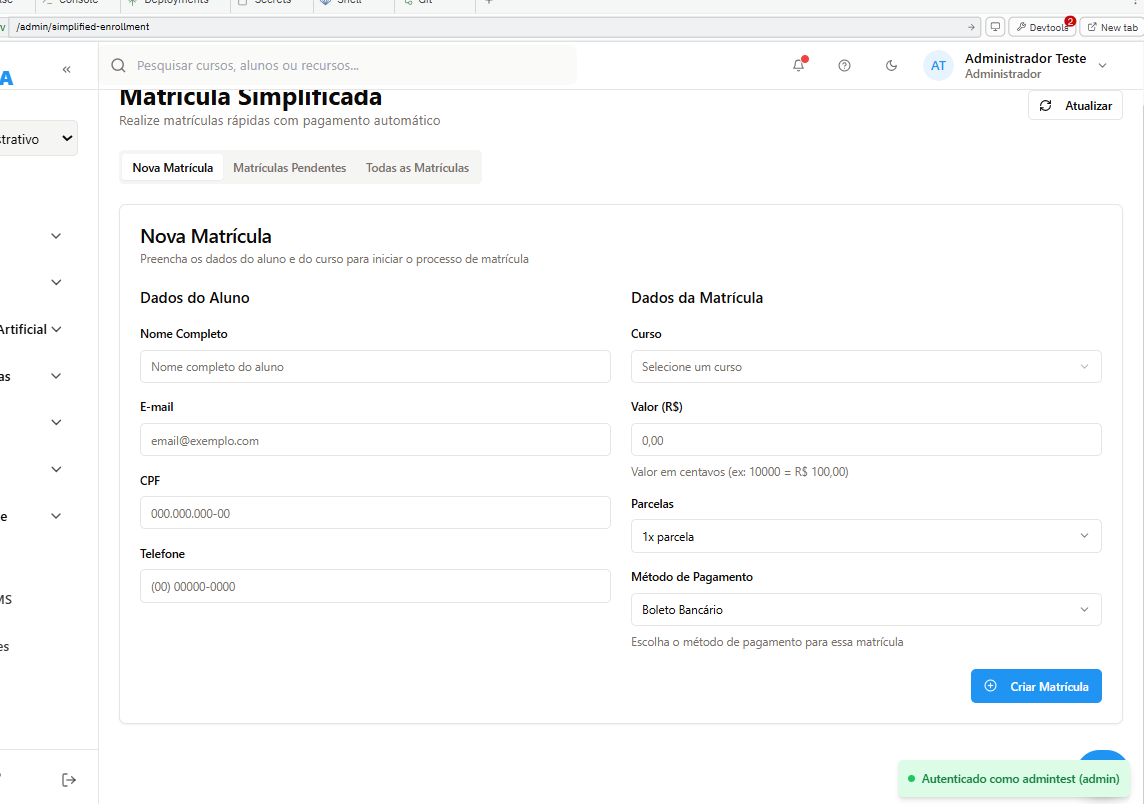 Console
Deployments
Secrets
Shell
Git
/admin/simplified-enrollment
Devtools
2
New tab
A
Pesquisar cursos, alunos ou recursos...
AT
Administrador Teste
Administrador
Matrícula Simplificada
Realize matrículas rápidas com pagamento automático
Atualizar
strativo
Nova Matrícula
Matrículas Pendentes
Todas as Matrículas
Artificial
as
e
MS
es
Nova Matrícula
Preencha os dados do aluno e do curso para iniciar o processo de matrícula
Dados do Aluno
Nome Completo
Nome completo do aluno
E-mail
email@exemplo.com
CPF
000.000.000-00
Telefone
(00) 00000-0000
Dados da Matrícula
Curso
Selecione um curso
Valor (R$)
0,00
Valor em centavos (ex: 10000 = R$ 100,00)
Parcelas
1x parcela
Método de Pagamento
Boleto Bancário
Escolha o método de pagamento para essa matrícula
Criar Matrícula
Autenticado como admintest (admin)